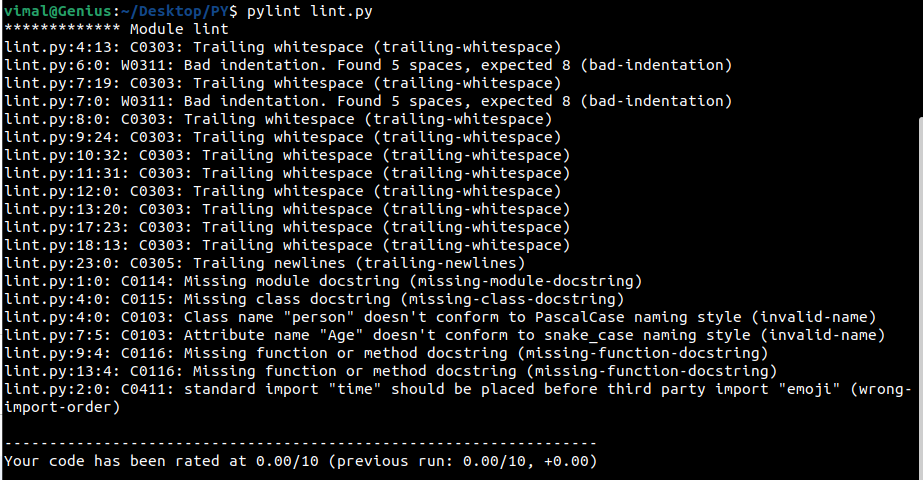 vimal@Genius:~/Desktop/PY$ pylint lint.py
************* Module lint
lint.py:4:13: C0303: Trailing whitespace (trailing-whitespace)
lint.py:6:0: W0311: Bad indentation. Found 5 spaces, expected 8 (bad-indentation)
lint.py:7:19: C0303: Trailing whitespace (trailing-whitespace)
lint.py:7:0: W0311: Bad indentation. Found 5 spaces, expected 8 (bad-indentation)
lint.py:8:0: C0303: Trailing whitespace (trailing-whitespace)
lint.py:9:24: C0303: Trailing whitespace (trailing-whitespace)
lint.py:10:32: C0303: Trailing whitespace (trailing-whitespace)
lint.py:11:31: C0303: Trailing whitespace (trailing-whitespace)
lint.py:12:0: C0303: Trailing whitespace (trailing-whitespace)
lint.py:13:20: C0303: Trailing whitespace (trailing-whitespace)
lint.py:17:23: C0303: Trailing whitespace (trailing-whitespace)
lint.py:18:13: C0303: Trailing whitespace (trailing-whitespace)
lint.py:23:0: C0305: Trailing newlines (trailing-newlines)
lint.py:1:0: C0114: Missing module docstring (missing-module-docstring)
lint.py:4:0: C0115: Missing class docstring (missing-class-docstring)
lint.py:4:0: C0103: Class name "person" doesn't conform to PascalCase naming style (invalid-name)
lint.py:7:5: C0103: Attribute name "Age" doesn't conform to snake_case naming style (invalid-name)
lint.py:9:4: C0116: Missing function or method docstring (missing-function-docstring)
lint.py:13:4: C0116: Missing function or method docstring (missing-function-docstring)
lint.py:2:0: C0411: standard import "time" should be placed before third party import "emoji" (wrong-
import-order)
------------------------------------------------------------------
Your code has been rated at 0.00/10 (previous run: 0.00/10, +0.00)